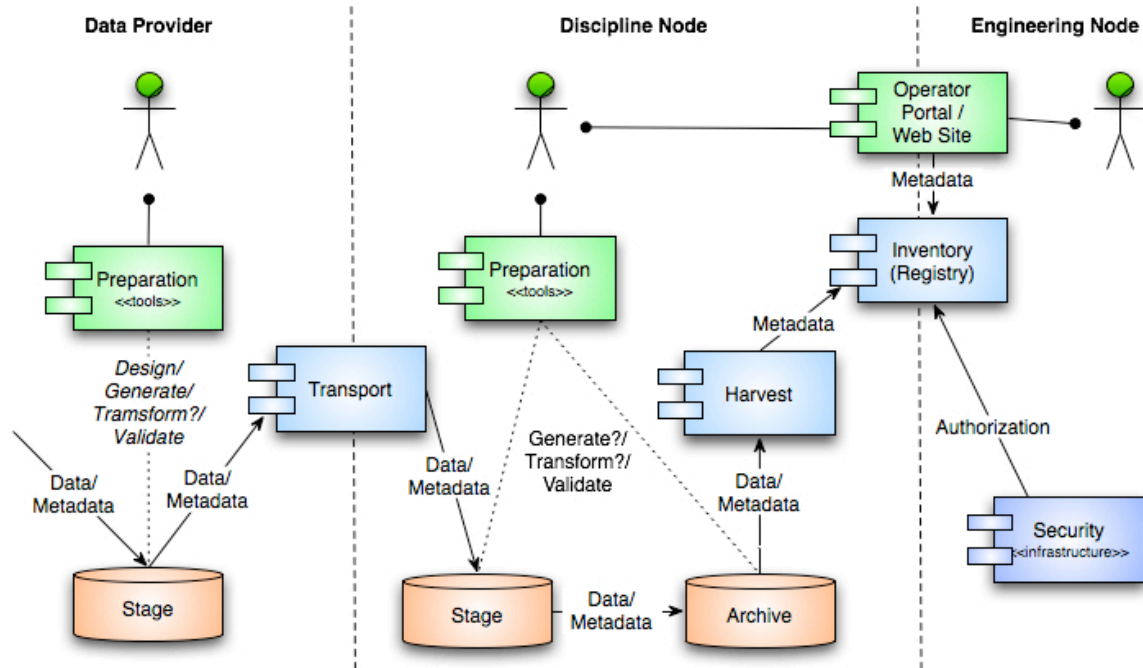 Data Provider
Discipline Node
Engineering Node
Operator
Portal /
Web Site
Metadata
Preparation
<<tools>>
Preparation
<<tools>>
Inventory
(Registry)
Metadata
Design/
Generate/
Tramsform?/
Validate
Transport
Harvest
Generate?/
Transform?/
Validate
Authorization
Data/
Metadata
Data/
Metadata
Data/
Metadata
Data/
Metadata
Security
<<infrastructure>>
Stage
Stage
Data/
Metadata
Archive